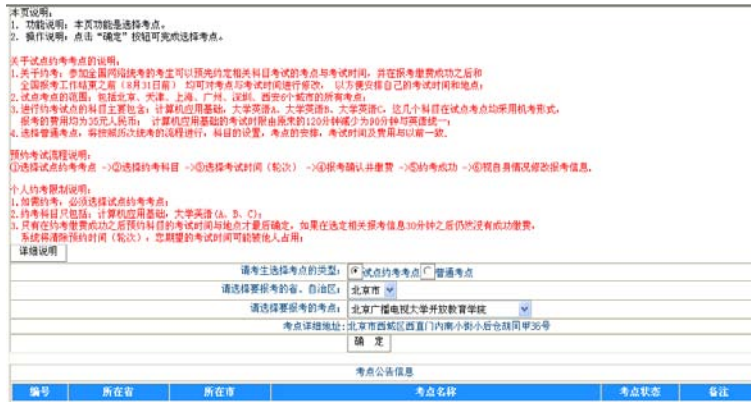 本页说明:
1. 功能说明: 本页功能是选择考点。
2. 操作说明: 点击“确定”按钮可完成选择考点。
关于试点约考考点的说明:
1.关于约考: 参加全国网络统考的考生可以预先约定相关科目考试的考点与考试时间, 并在报考缴费成功之后和
全国报考工作结束之前 (8月31日前) 均可对考点与考试时间进行修改, 以方便安排自己的考试时间和地点;
2.试点考点的范围: 包括北京、天津、上海、广州、深圳、西安6个城市的所有考点;
3.进行约考试点的科目主要包含: 计算机应用基础, 大学英语A、大学英语B、大学英语C, 这几个科目在试点考点均采用机考形式,
报考的费用均为35元人民币; 计算机应用基础的考试时限由原来的120分钟减少为90分钟与英语统一;
4.选择普通考点, 将按照历次统考的流程进行, 科目的设置, 考点的安排, 考试时间及费用与以前一致.
预约考试流程说明:
①选择试点约考考点 ->②选择约考科目 ->③选择考试时间 (轮次) ->④报考确认并缴费 ->⑤约考成功 ->⑥视自身情况修改报考信息.
个人约考限制说明:
1.如需约考, 必须选择试点约考考点;
2.约考科目只包括: 计算机应用基础, 大学英语(A、B、C);
3.只有在约考缴费成功之后预约科目的考试时间与地点才最后确定, 如果在选定相关报考信息30分钟之后仍然没有成功缴费,
系统将清除预约时间 (轮次), 您期望的考试时间可能被他人占用;
详细说明
请考生选择考点的类型: 试点约考考点 普通考点
请选择要报考的省、自治区: 北京市
请选择要报考的考点: 北京广播电视大学开放教育学院
考点详细地址: 北京市西城区西直门内南小街小后仓胡同甲36号
确 定
考点公告信息
编号 所在省 所在市 考点名称 考点状态 备注